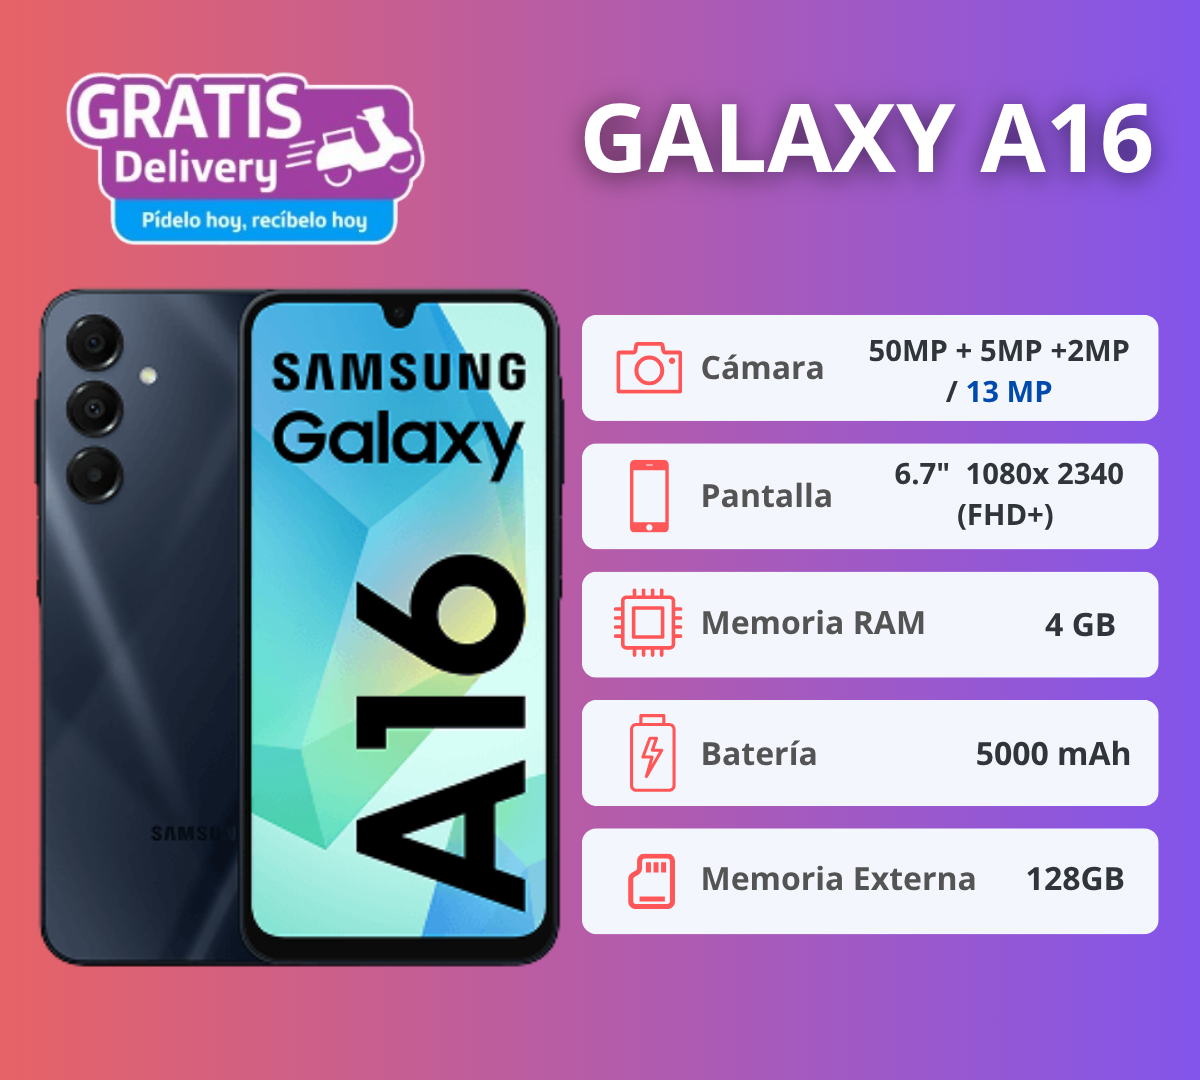 GRATIS
Delivery
Pídelo hoy, recíbelo hoy
GALAXY A16
SAMSUNG
Galaxy
A16
SAMSU
Cámara
50MP + 5MP +2MP
/ 13 MP
Pantalla
6.7" 1080x 2340
(FHD+)
Memoria RAM
4 GB
Batería
5000 mAh
Memoria Externa
128GB